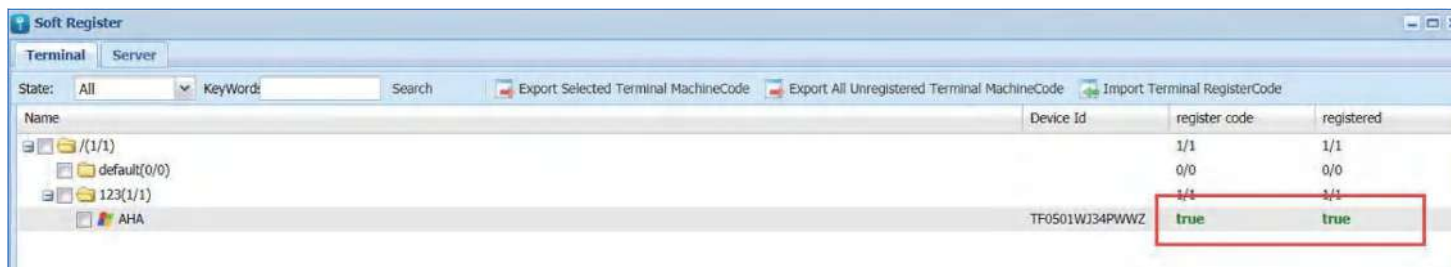 Soft Register
Terminal Server
State: All KeyWord: Search Export Selected Terminal MachineCode Export All Unregistered Terminal MachineCode Import Terminal RegisterCode
Name Device Id register code registered
/(1/1) 1/1 1/1
default(0/0) 0/0 0/0
123(1/1) 1/1 1/1
AHA TF0501WJ34PWWZ true true